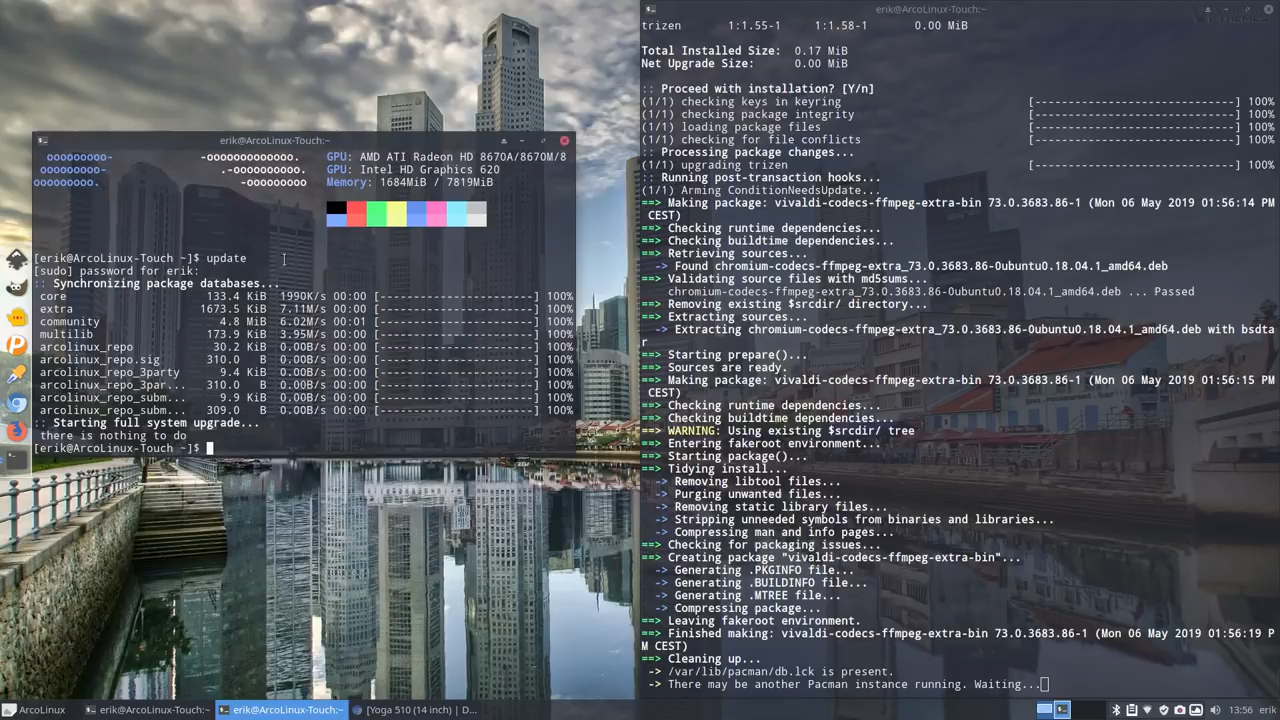 erik@ArcoLinux-Touch:~
ooooooooo- -ooooooooooooo. GPU: AMD ATI Radeon HD 8670A/8670M/8
ooooooooo- .-oooooooooo GPU: Intel HD Graphics 620
ooooooooo. -ooooooooo Memory: 1684MiB / 7819MiB
[erik@ArcoLinux-Touch ~]$ update
[sudo] password for erik:
:: Synchronizing package databases...
core 133.4 KiB 1990K/s 00:00 [----------------------] 100%
extra 1673.5 KiB 7.11M/s 00:00 [----------------------] 100%
community 4.8 MiB 6.02M/s 00:01 [----------------------] 100%
multilib 173.9 KiB 3.95M/s 00:00 [----------------------] 100%
arcolinux_repo 30.2 KiB 0.00B/s 00:00 [----------------------] 100%
arcolinux_repo.sig 310.0 B 0.00B/s 00:00 [----------------------] 100%
arcolinux_repo_3party 9.4 KiB 0.00B/s 00:00 [----------------------] 100%
arcolinux_repo_3par... 310.0 B 0.00B/s 00:00 [----------------------] 100%
arcolinux_repo_subm... 9.9 KiB 0.00B/s 00:00 [----------------------] 100%
arcolinux_repo_subm... 309.0 B 0.00B/s 00:00 [----------------------] 100%
:: Starting full system upgrade...
there is nothing to do
[erik@ArcoLinux-Touch ~]$
erik@ArcoLinux-Touch:~
trizen 1:1.55-1 1:1.58-1 0.00 MiB
Total Installed Size: 0.17 MiB
Net Upgrade Size: 0.00 MiB
:: Proceed with installation? [Y/n]
(1/1) checking keys in keyring [------------------------------] 100%
(1/1) checking package integrity [------------------------------] 100%
(1/1) loading package files [------------------------------] 100%
(1/1) checking for file conflicts [------------------------------] 100%
:: Processing package changes...
(1/1) upgrading trizen [------------------------------] 100%
:: Running post-transaction hooks...
(1/1) Arming ConditionNeedsUpdate...
==> Making package: vivaldi-codecs-ffmpeg-extra-bin 73.0.3683.86-1 (Mon 06 May 2019 01:56:14 P
M CEST)
==> Checking runtime dependencies...
==> Checking buildtime dependencies...
==> Retrieving sources...
-> Found chromium-codecs-ffmpeg-extra_73.0.3683.86-0ubuntu0.18.04.1_amd64.deb
==> Validating source files with md5sums...
chromium-codecs-ffmpeg-extra_73.0.3683.86-0ubuntu0.18.04.1_amd64.deb ... Passed
==> Removing existing $srcdir/ directory...
==> Extracting sources...
-> Extracting chromium-codecs-ffmpeg-extra_73.0.3683.86-0ubuntu0.18.04.1_amd64.deb with bsdta
r
==> Starting prepare()...
==> Sources are ready.
==> Making package: vivaldi-codecs-ffmpeg-extra-bin 73.0.3683.86-1 (Mon 06 May 2019 01:56:15 P
M CEST)
==> Checking runtime dependencies...
==> Checking buildtime dependencies...
==> WARNING: Using existing $srcdir/ tree
==> Entering fakeroot environment...
==> Starting package()...
==> Tidying install...
-> Removing libtool files...
-> Purging unwanted files...
-> Removing static library files...
-> Stripping unneeded symbols from binaries and libraries...
-> Compressing man and info pages...
==> Checking for packaging issues...
==> Creating package "vivaldi-codecs-ffmpeg-extra-bin"...
-> Generating .PKGINFO file...
-> Generating .BUILDINFO file...
-> Generating .MTREE file...
-> Compressing package...
==> Leaving fakeroot environment.
==> Finished making: vivaldi-codecs-ffmpeg-extra-bin 73.0.3683.86-1 (Mon 06 May 2019 01:56:19 P
M CEST)
==> Cleaning up...
-> /var/lib/pacman/db.lck is present.
-> There may be another Pacman instance running. Waiting...
ArcoLinux
erik@ArcoLinux-Touch:~
erik@ArcoLinux-Touch:~
[Yoga 510 (14 inch) | D...
13:56 erik